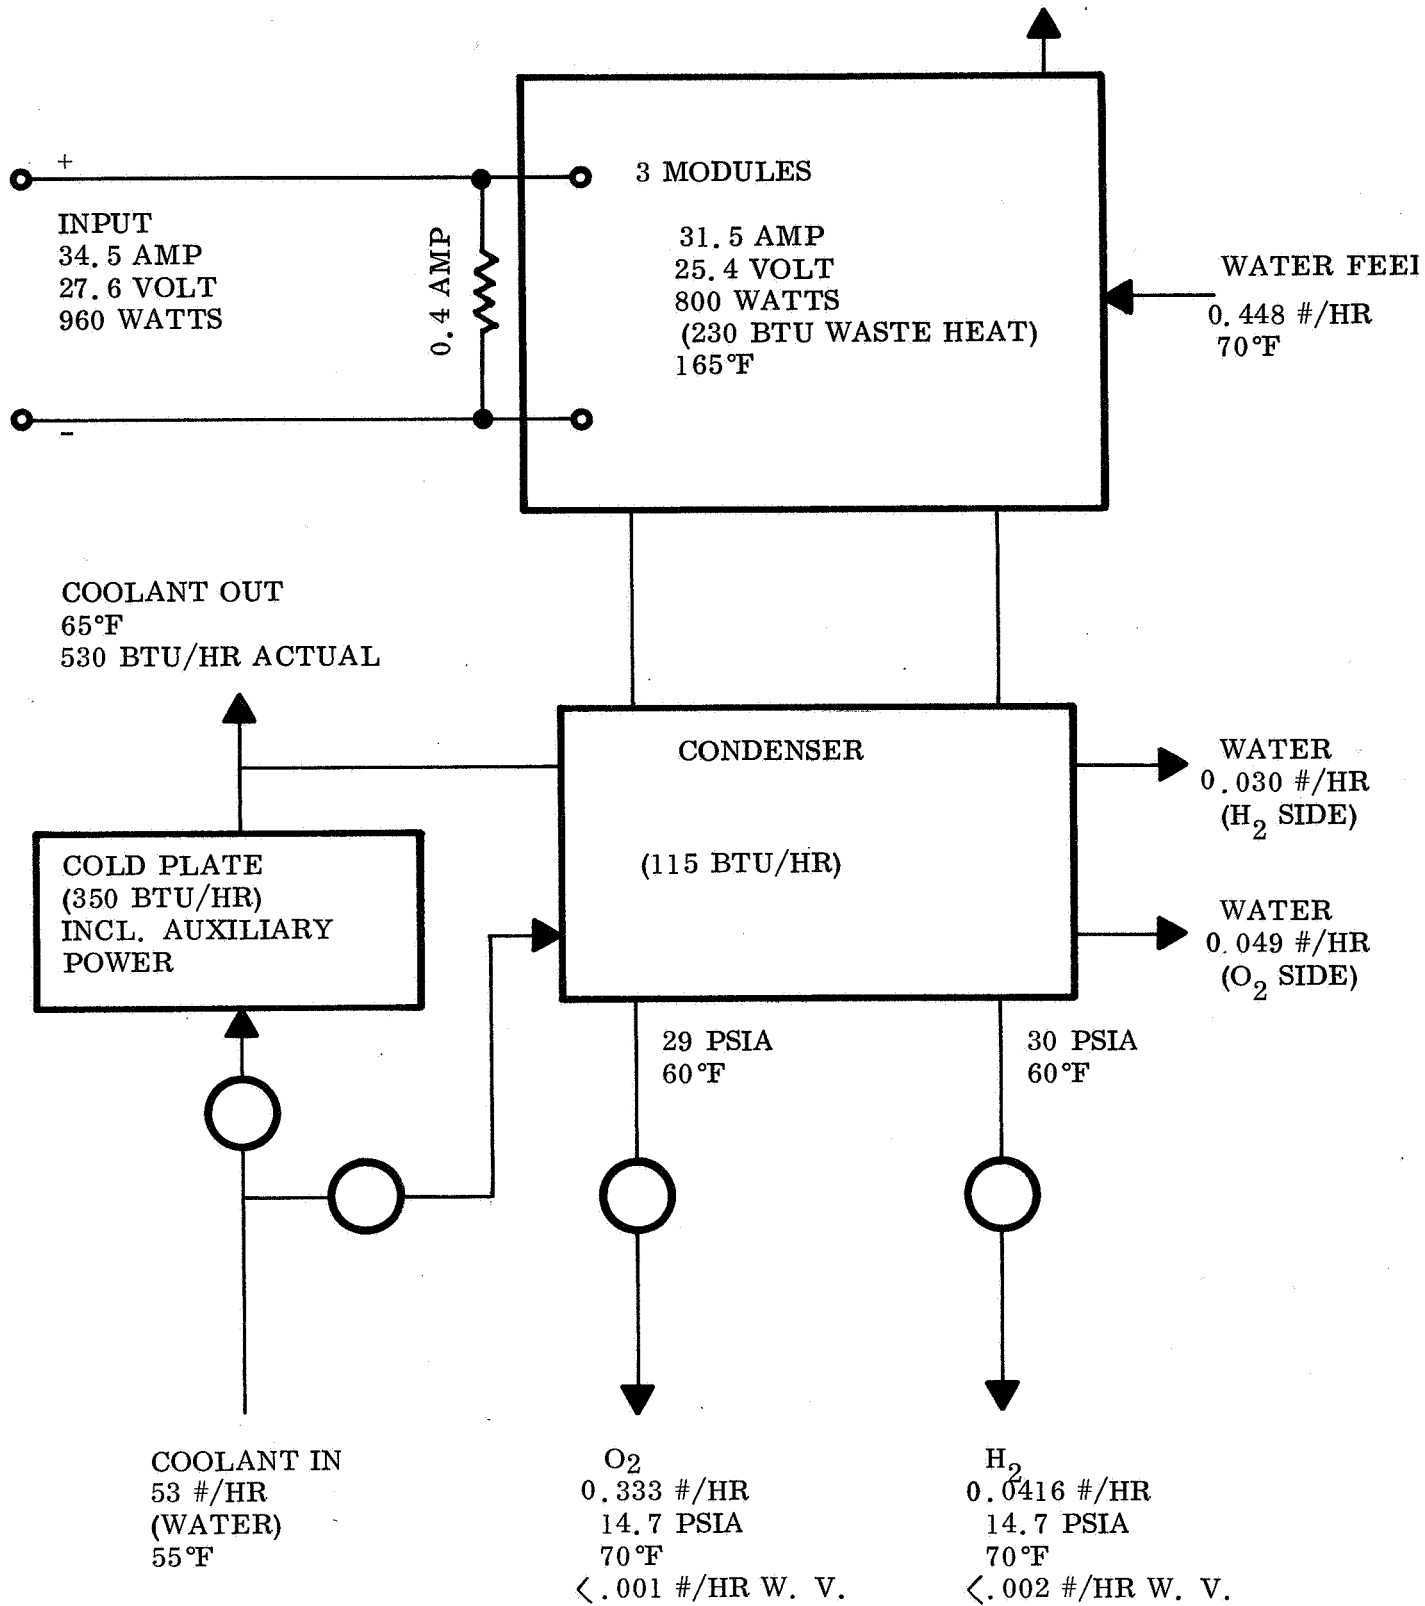 +
INPUT
34.5 AMP
27.6 VOLT
960 WATTS
-
0.4 AMP
3 MODULES
31.5 AMP
25.4 VOLT
800 WATTS
(230 BTU WASTE HEAT)
165°F
WATER FEEI
0.448 #/HR
70°F
COOLANT OUT
65°F
530 BTU/HR ACTUAL
CONDENSER
(115 BTU/HR)
WATER
0.030 #/HR
(H2 SIDE)
WATER
0.049 #/HR
(O2 SIDE)
COLD PLATE
(350 BTU/HR)
INCL. AUXILIARY
POWER
29 PSIA
60°F
30 PSIA
60°F
COOLANT IN
53 #/HR
(WATER)
55°F
O2
0.333 #/HR
14.7 PSIA
70°F
<.001 #/HR W. V.
H2
0.0416 #/HR
14.7 PSIA
70°F
<.002 #/HR W. V.